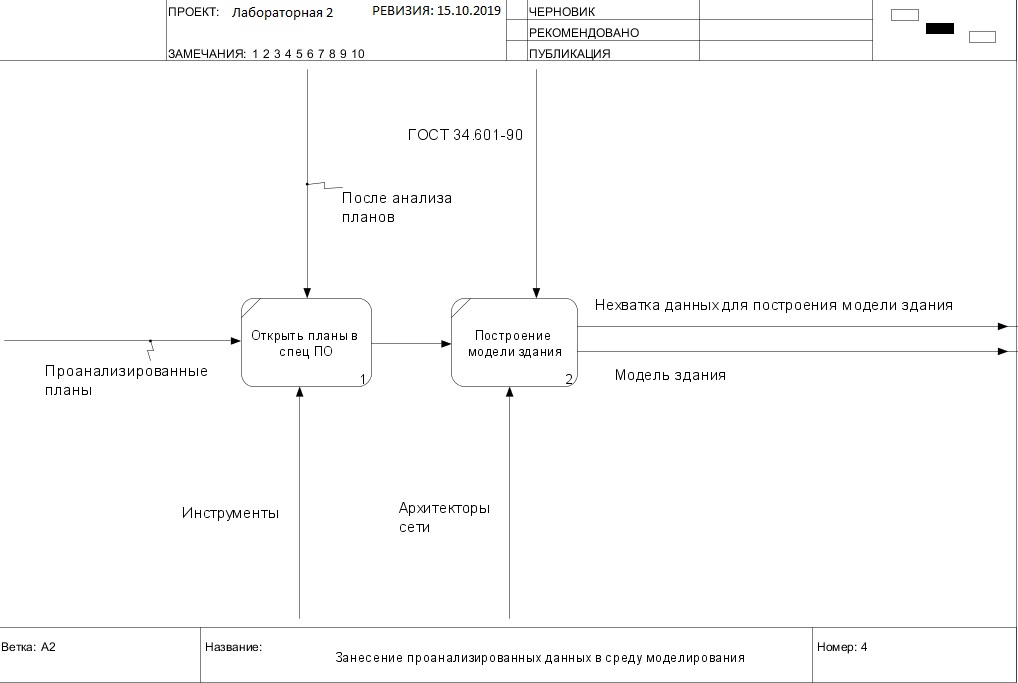 ПРОЕКТ: Лабораторная 2
РЕВИЗИЯ: 15.10.2019
ЗАМЕЧАНИЯ: 1 2 3 4 5 6 7 8 9 10
ЧЕРНОВИК
РЕКОМЕНДОВАНО
ПУБЛИКАЦИЯ
ГОСТ 34.601-90
После анализа
планов
Нехватка данных для построения модели здания
Открыть планы в
спец ПО
1
Построение
модели здания
2
Проанализированные
планы
Модель здания
Инструменты
Архитекторы
сети
Ветка: A2
Название:
Занесение проанализированных данных в среду моделирования
Номер: 4